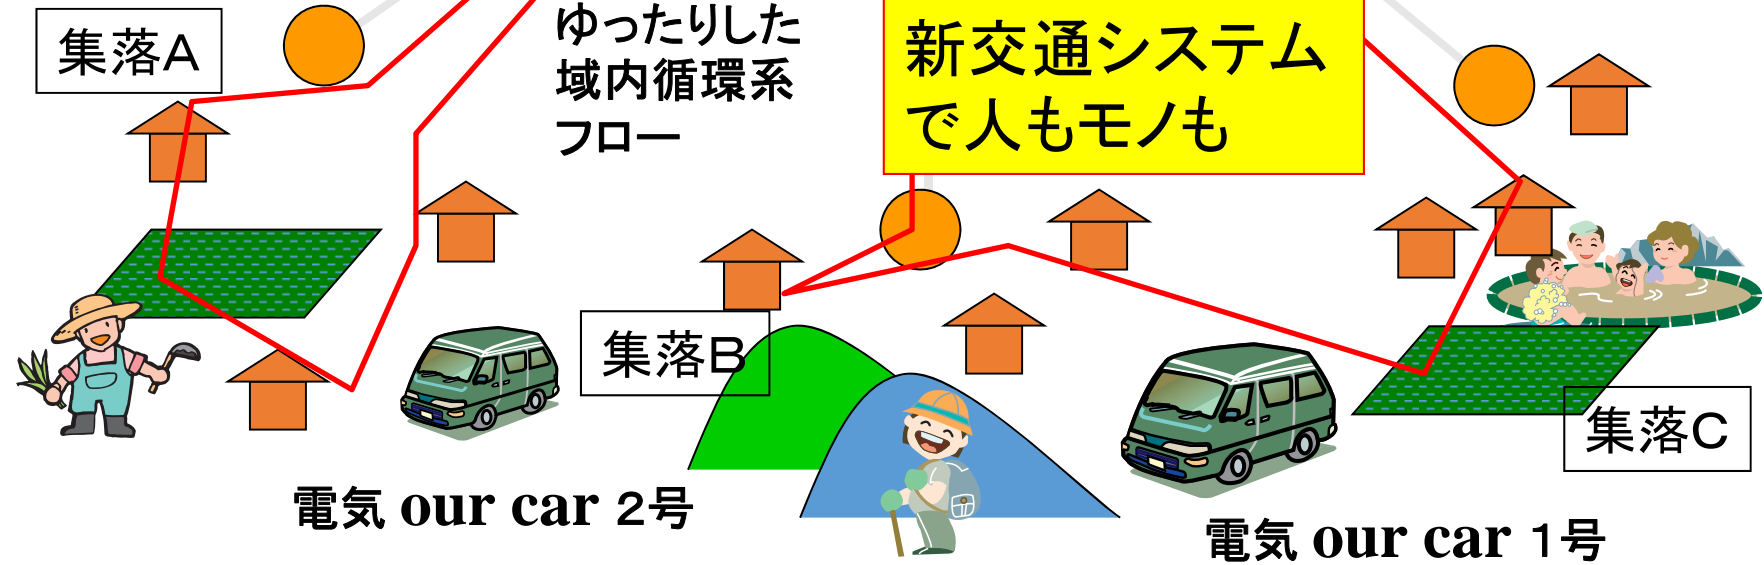 集落A
ゆったりした
域内循環系
フロー
新交通システム
で人もモノも
集落B
集落C
電気 our car 2号
電気 our car 1号